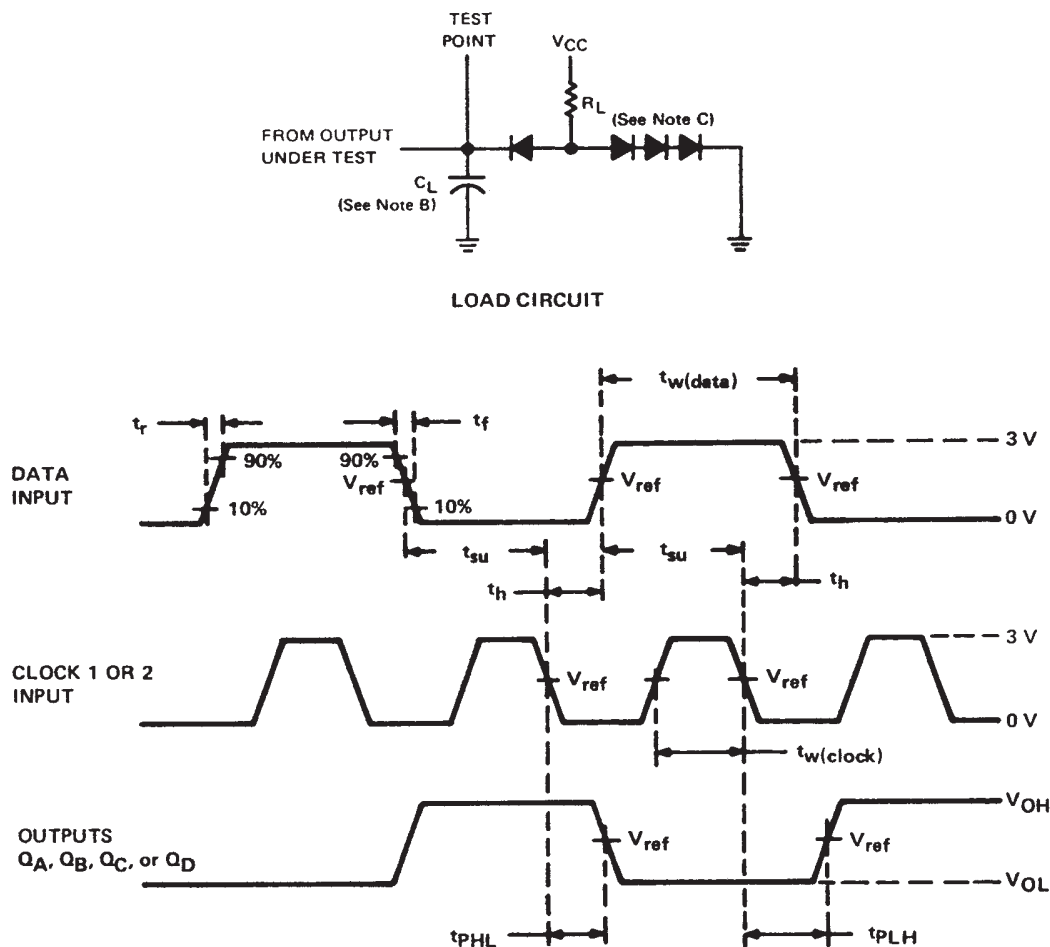 TEST
POINT
VCC
RL
(See Note C)
FROM OUTPUT
UNDER TEST
CL
(See Note B)
LOAD CIRCUIT
tw(data)
tr
tf
3 V
DATA
INPUT
90%
90%
Vref
Vref
Vref
10%
10%
0 V
tsu
tsu
th
th
3 V
CLOCK 1 OR 2
INPUT
Vref
Vref
0 V
tw(clock)
VOH
OUTPUTS
QA, QB, QC, or QD
Vref
Vref
VOL
tPHL
tPLH